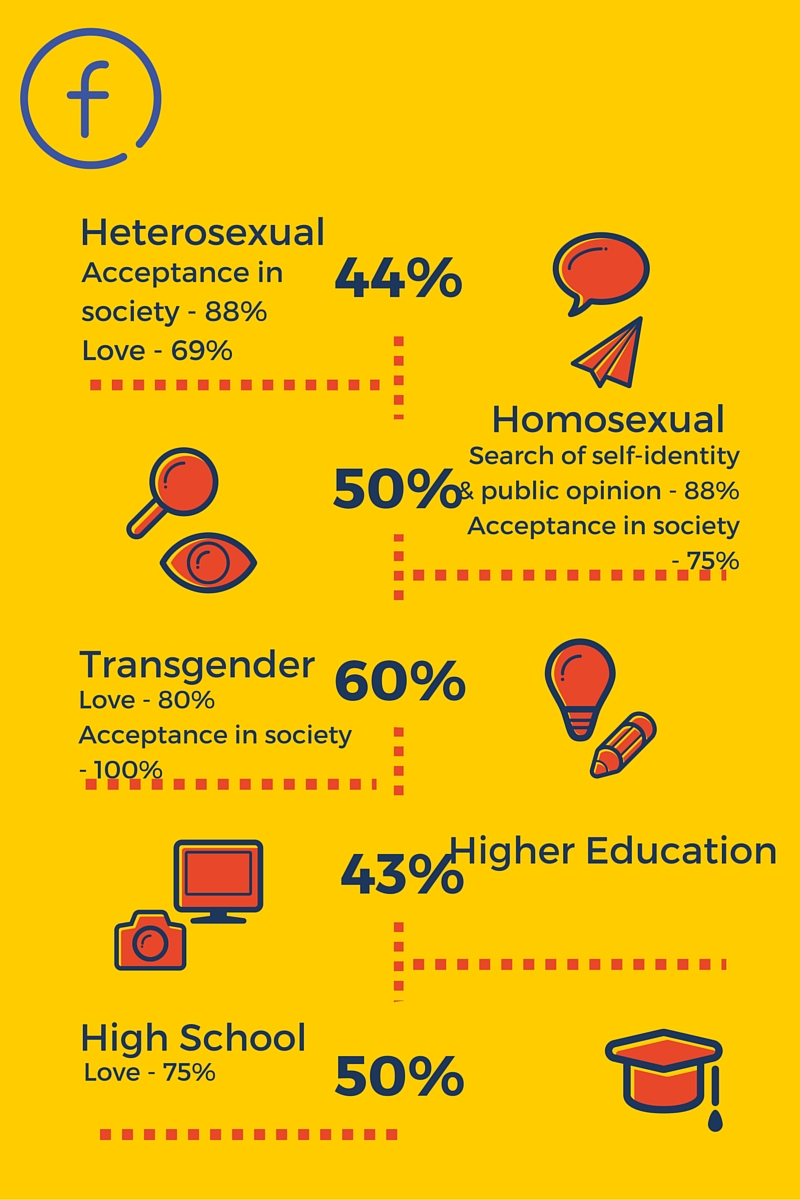 f
Heterosexual
Acceptance in
society - 88%
Love - 69%
44%
Homosexual
Search of self-identity
& public opinion - 88%
Acceptance in society
- 75%
50%
Transgender
Love - 80%
Acceptance in society
- 100%
60%
43%
Higher Education
High School
Love - 75%
50%